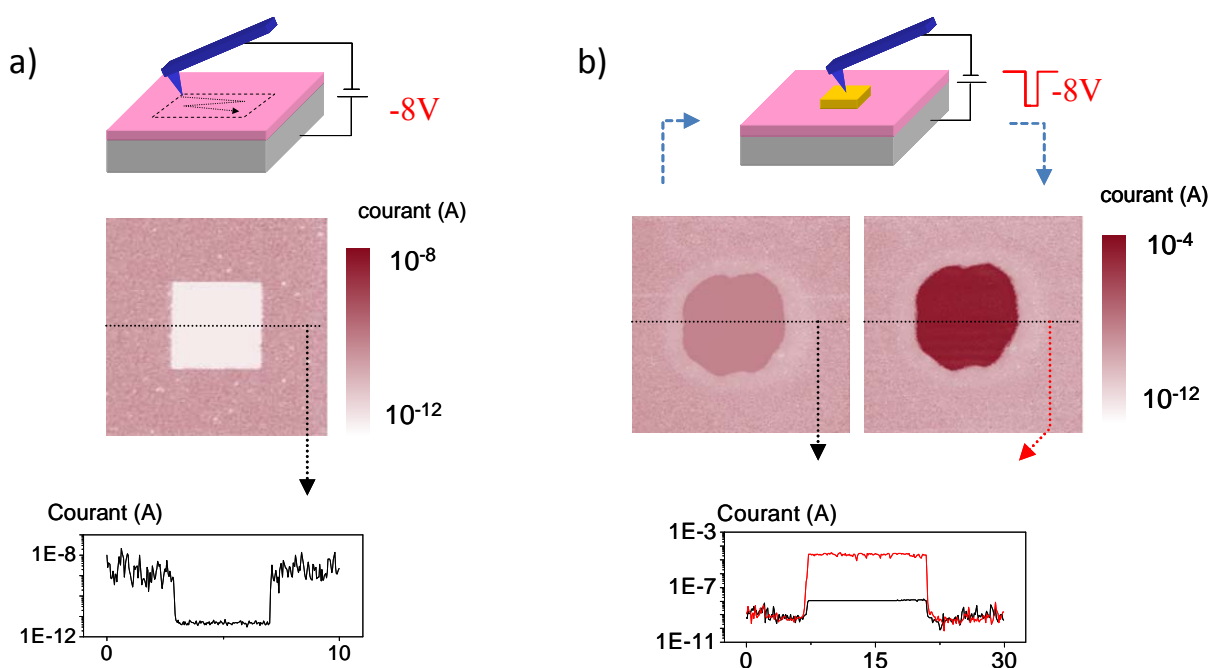 a)
-8V
courant (A)
10-8
10-12
Courant (A)
1E-8
1E-12
0
10
b)
-8V
courant (A)
10-4
10-12
Courant (A)
1E-3
1E-7
1E-11
0
15
30